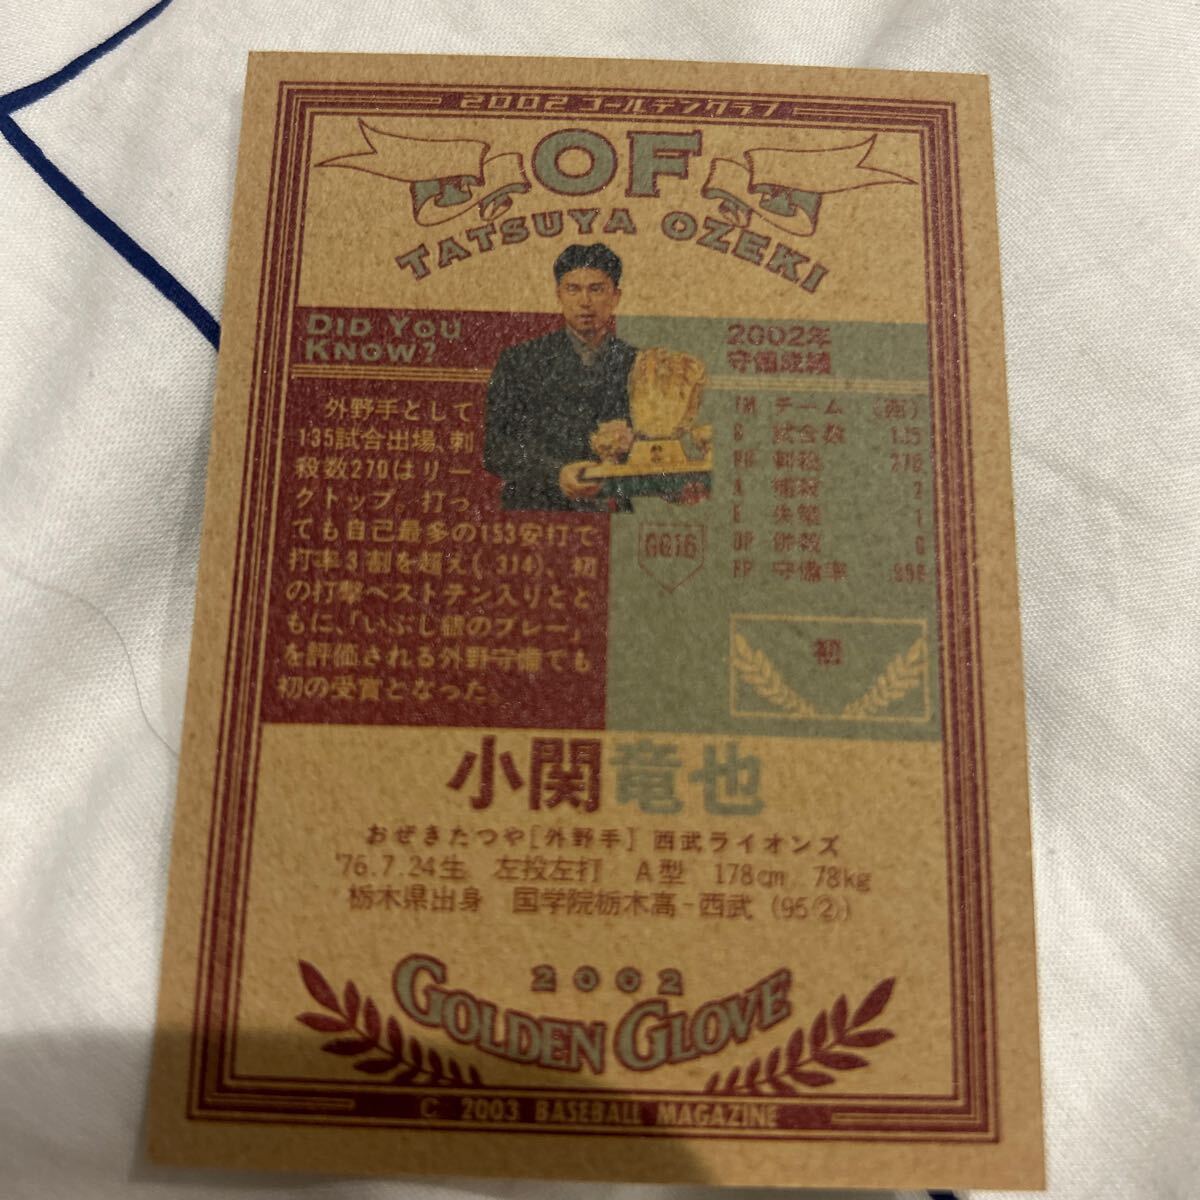 2002ゴールデングラブ
OF
TATSUYA OZEKI
DID YOU
KNOW?
外野手として
135試合出場、刺
殺数270はリー
グトップ。打っ
ても自己最多の153安打で
打率3割を超え(.314)、初
の打撃ベストテン入りとと
もに、「いぶし銀のプレー」
を評価される外野守備でも
初の受賞となった。
2002年
守備成績
TM チーム (西)
G 試合数 135
PO 刺殺 270
A 補殺 2
E 失策 1
DP 併殺 0
FP 守備率 .996
GG16
初
小関竜也
おぜきたつや[外野手] 西武ライオンズ
'76.7.24生 左投左打 A型 178cm 78kg
栃木県出身 国学院栃木高-西武 (95②)
2002
GOLDEN GLOVE
C 2003 BASEBALL MAGAZINE